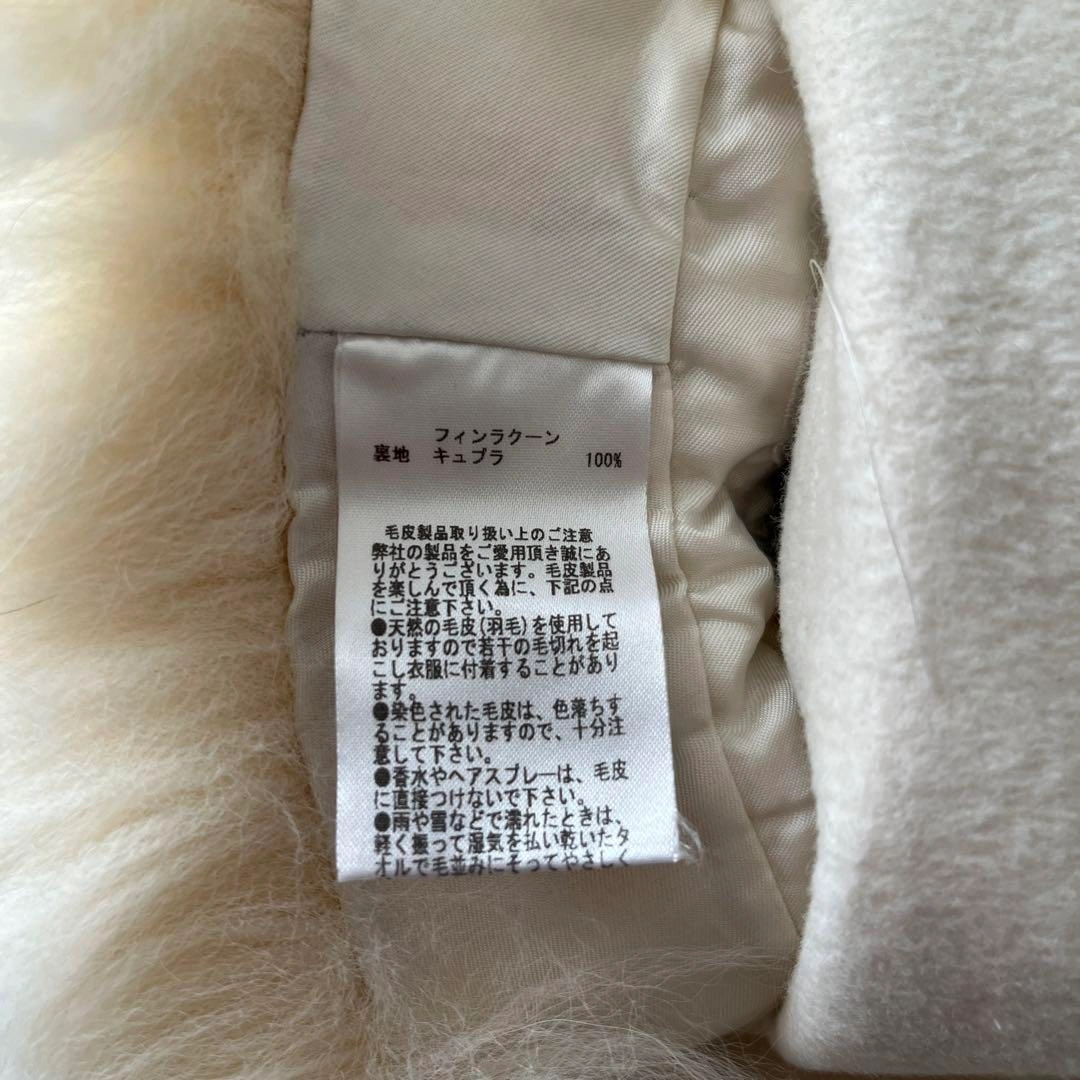 フィンラクーン
裏地 キュプラ 100%
毛皮製品取り扱い上のご注意
弊社の製品をご愛用頂き誠にあ
りがとうございます。毛皮製品
を楽しんで頂く為に、下記の点
にご注意下さい。
●天然の毛皮(羽毛)を使用して
おりますので若干の毛切れを起
こし衣服に付着することがあり
ます。
●染色された毛皮は、色落ちす
ることがありますので、十分注
意して下さい。
●香水やヘアスプレーは、毛皮
に直接つけないで下さい。
●雨や雪などで濡れたときは、
軽く振って湿気を払い乾いたタ
オルで毛並みにそってやさしく